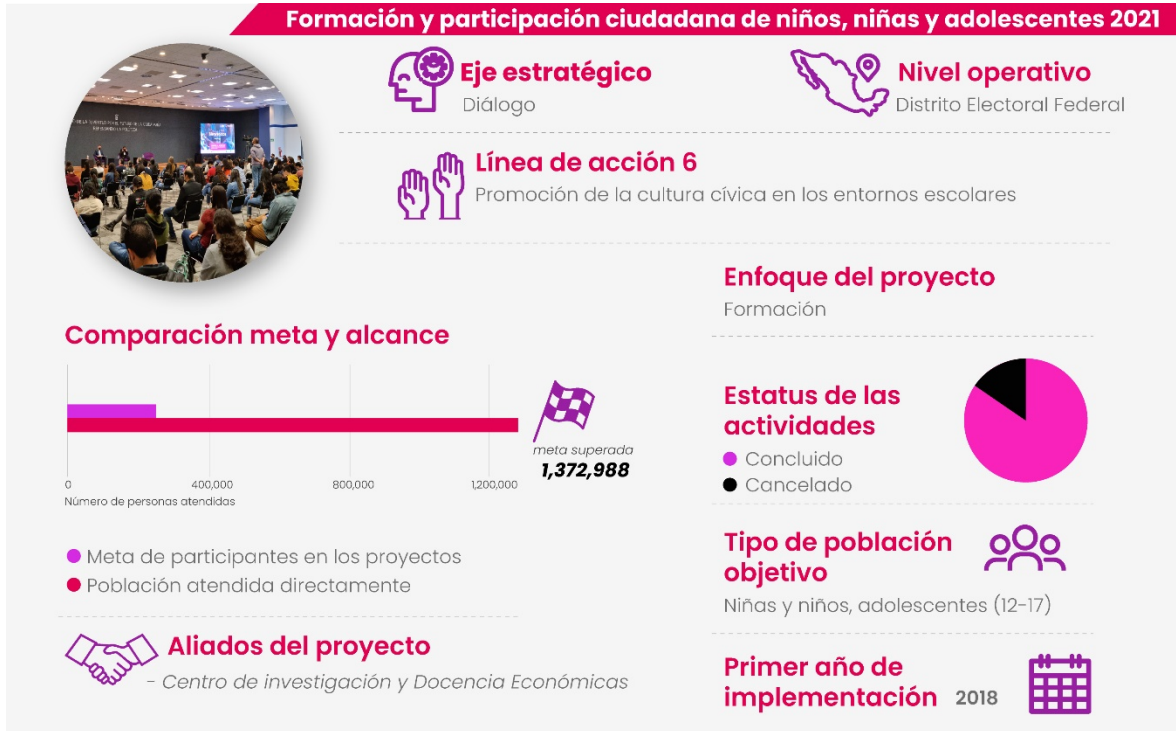 Formación y participación ciudadana de niños, niñas y adolescentes 2021
Eje estratégico
Diálogo
Nivel operativo
Distrito Electoral Federal
Línea de acción 6
Promoción de la cultura cívica en los entornos escolares
Enfoque del proyecto
Formación
Comparación meta y alcance
0
400,000
800,000
1,200,000
Número de personas atendidas
meta superada
1,372,988
Meta de participantes en los proyectos
Población atendida directamente
Estatus de las
actividades
Concluido
Cancelado
Tipo de población
objetivo
Niñas y niños, adolescentes (12-17)
Aliados del proyecto
- Centro de investigación y Docencia Económicas
Primer año de
implementación 2018